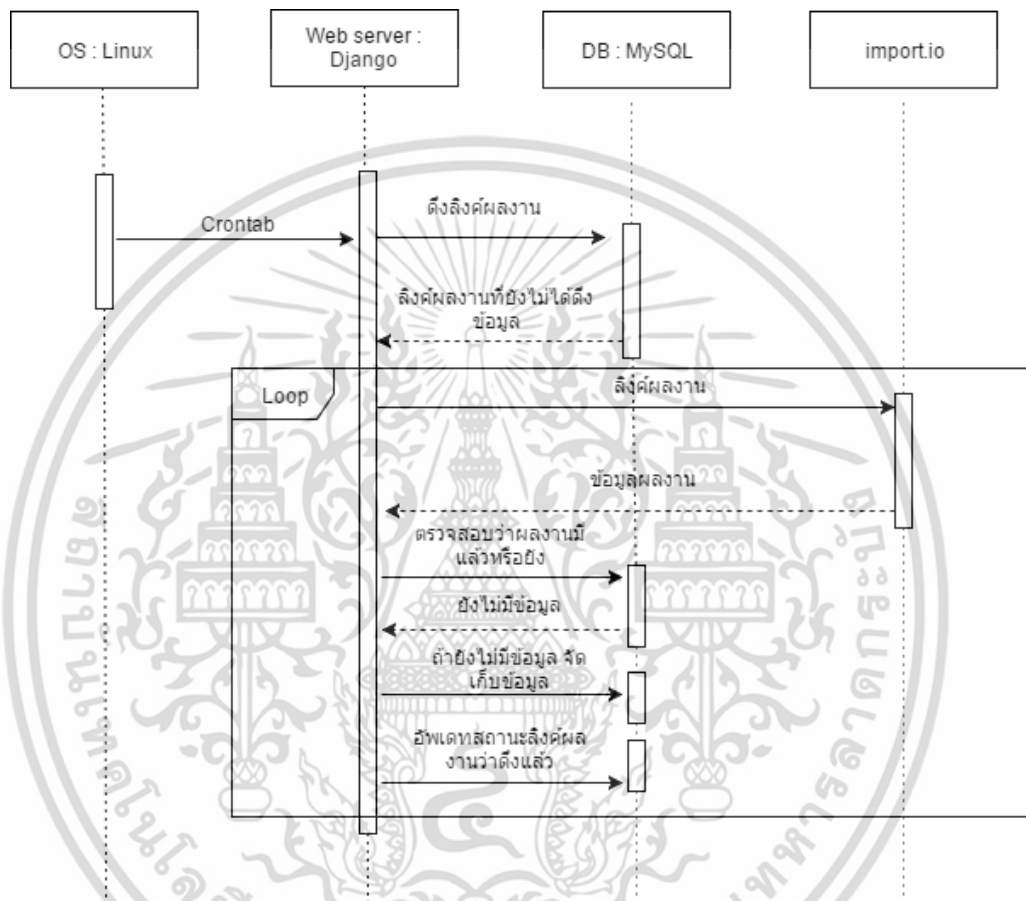 OS : Linux
Web server :
Django
DB : MySQL
import.io
Crontab
ดึงลิงค์ผลงาน
ลิงค์ผลงานที่ยังไม่ได้ดึง
ข้อมูล
Loop
ลิงค์ผลงาน
ข้อมูลผลงาน
ตรวจสอบว่าผลงานมี
แล้วหรือยัง
ยังไม่มีข้อมูล
ถ้ายังไม่มีข้อมูล จัด
เก็บข้อมูล
อัพเดทสถานะลิงค์ผล
งานว่าดึงแล้ว